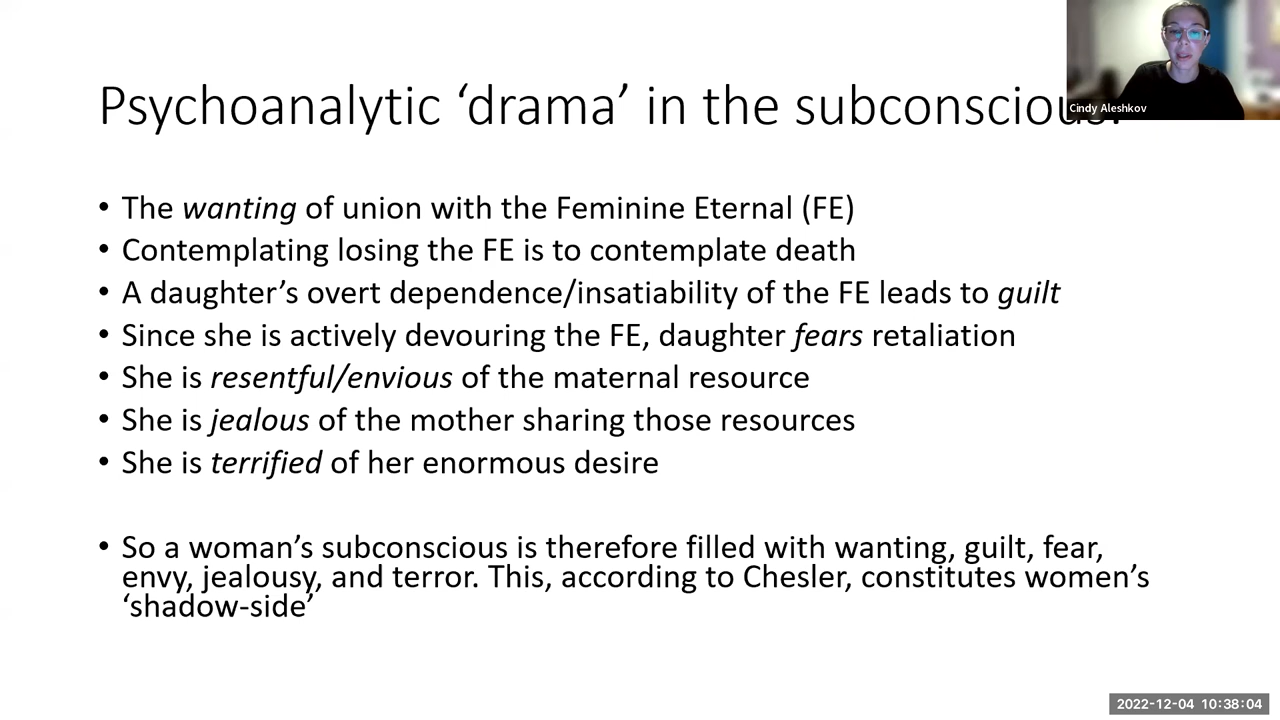 Psychoanalytic ‘drama’ in the subconscious:
Cindy Aleshkov
• The wanting of union with the Feminine Eternal (FE)
• Contemplating losing the FE is to contemplate death
• A daughter’s overt dependence/insatiability of the FE leads to guilt
• Since she is actively devouring the FE, daughter fears retaliation
• She is resentful/envious of the maternal resource
• She is jealous of the mother sharing those resources
• She is terrified of her enormous desire
• So a woman’s subconscious is therefore filled with wanting, guilt, fear,
envy, jealousy, and terror. This, according to Chesler, constitutes women’s
‘shadow-side’
2022-12-04 10:38:04